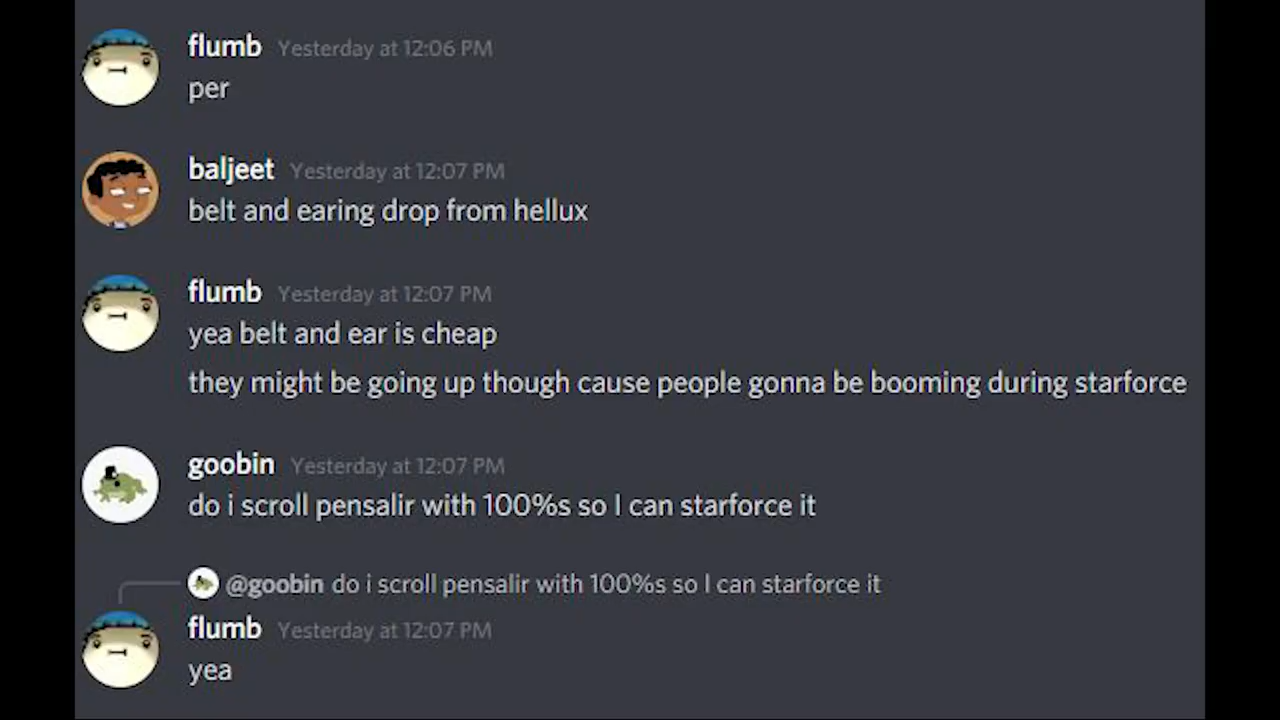 flumb Yesterday at 12:06 PM
per
baljeet Yesterday at 12:07 PM
belt and earing drop from hellux
flumb Yesterday at 12:07 PM
yea belt and ear is cheap
they might be going up though cause people gonna be booming during starforce
goobin Yesterday at 12:07 PM
do i scroll pensalir with 100%s so I can starforce it
@goobin do i scroll pensalir with 100%s so I can starforce it
flumb Yesterday at 12:07 PM
yea